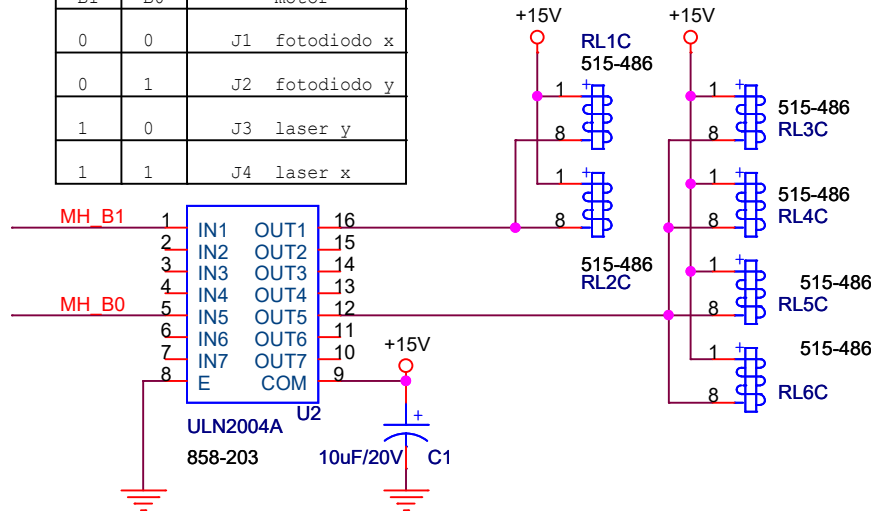 B1 B0 motor
0 0 J1 fotodiodo x
0 1 J2 fotodiodo y
1 0 J3 laser y
1 1 J4 laser x
+15V
+15V
RL1C
515-486
1
8
1
8
515-486
RL2C
1
8
515-486
RL3C
1
8
515-486
RL4C
1
8
515-486
RL5C
1
8
515-486
RL6C
MH_B1
MH_B0
1 IN1 OUT1 16
2 IN2 OUT2 15
3 IN3 OUT3 14
4 IN4 OUT4 13
5 IN5 OUT5 12
6 IN6 OUT6 11
7 IN7 OUT7 10
8 E COM 9
U2
ULN2004A
858-203
+15V
+
10uF/20V C1